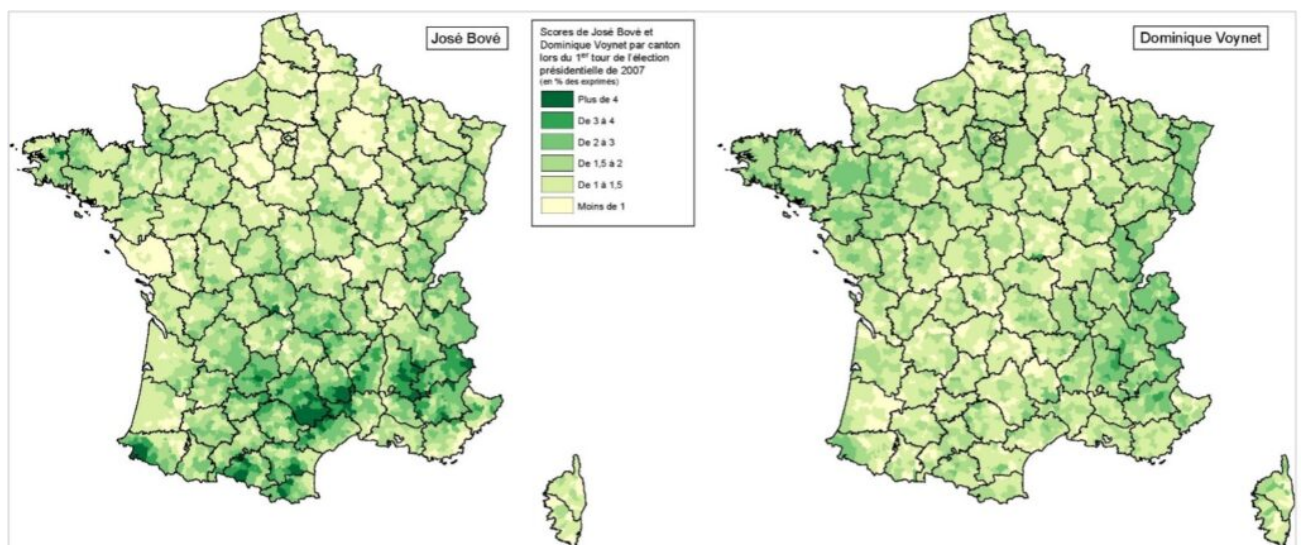 José Bové
Scores de José Bové et
Dominique Voynet par canton
lors du 1er tour de l'élection
présidentielle de 2007
(en % des exprimés)
Plus de 4
De 3 à 4
De 2 à 3
De 1,5 à 2
De 1 à 1,5
Moins de 1
Dominique Voynet